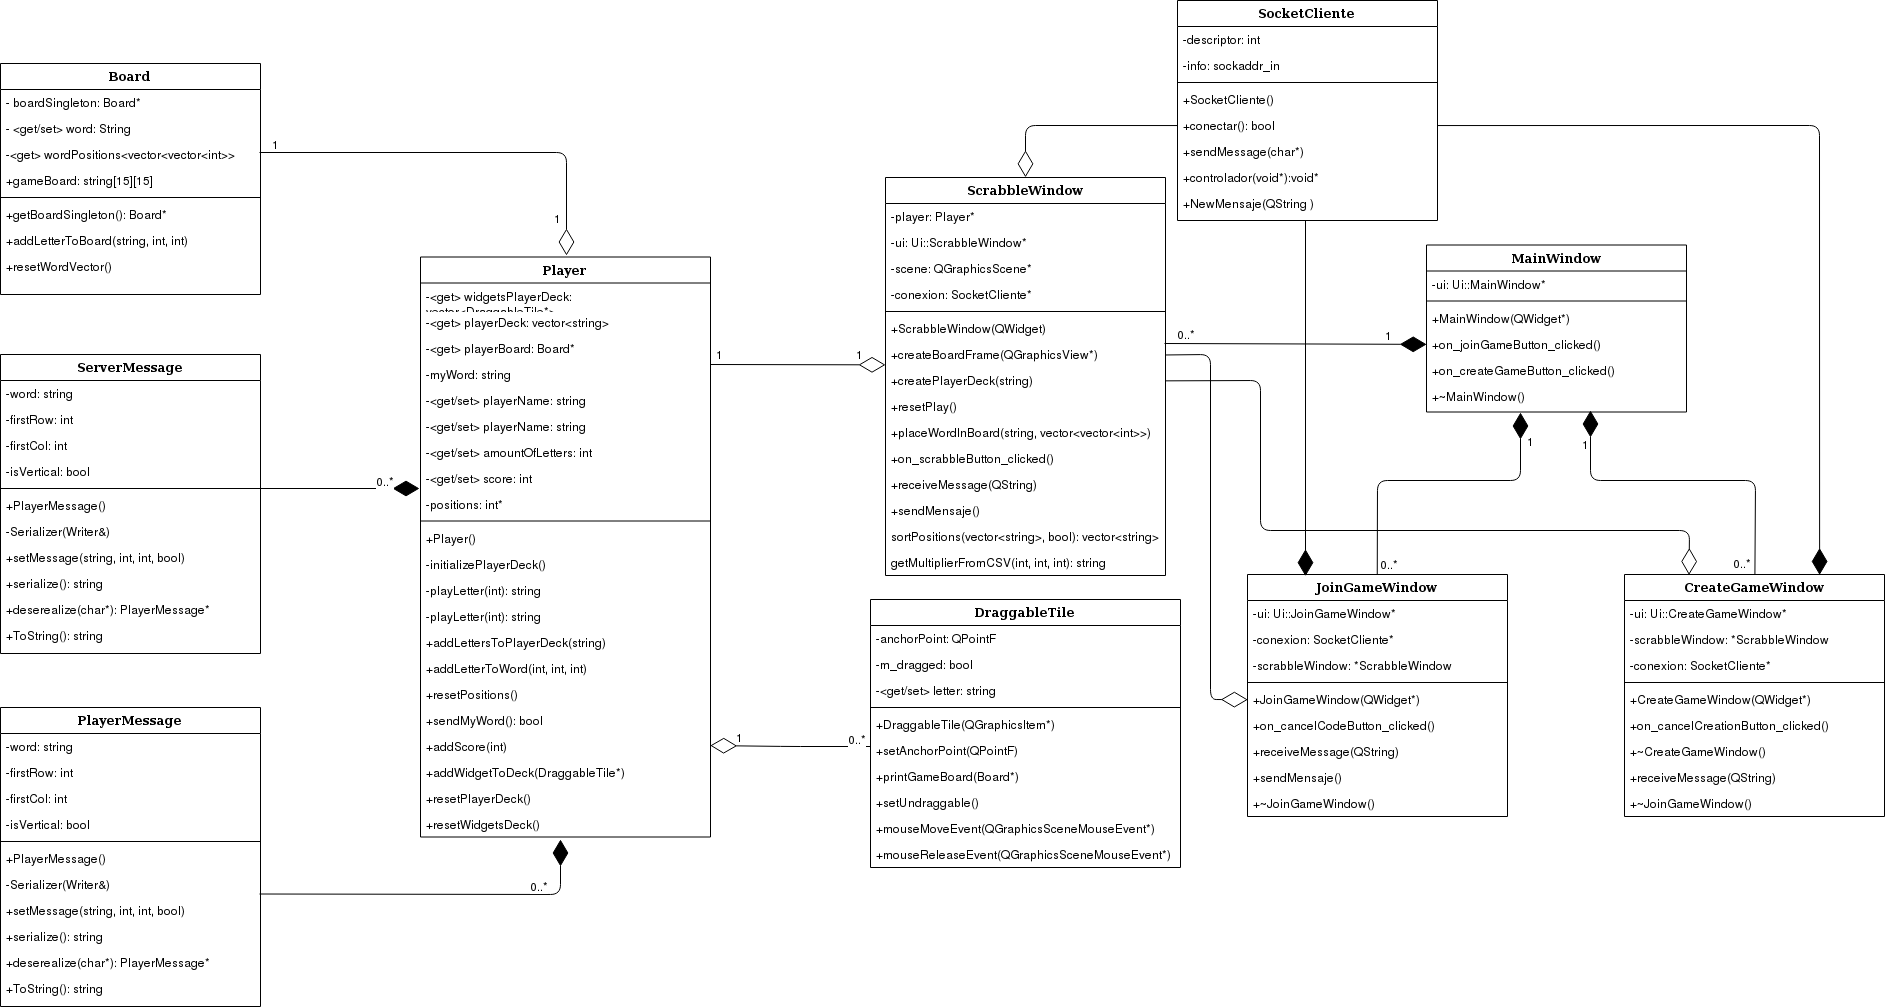 SocketCliente
-descriptor: int
-info: sockaddr_in
+SocketCliente()
+conectar(): bool
+sendMessage(char*)
+controlador(void*):void*
+NewMensaje(QString )
Board
- boardSingleton: Board*
- <get/set> word: String
-<get> wordPositions<vector<vector<int>>
+gameBoard: string[15][15]
+getBoardSingleton(): Board*
+addLetterToBoard(string, int, int)
+resetWordVector()
1
1
ServerMessage
-word: string
-firstRow: int
-firstCol: int
-isVertical: bool
+PlayerMessage()
-Serializer(Writer&)
+setMessage(string, int, int, bool)
+serialize(): string
+deserealize(char*): PlayerMessage*
+ToString(): string
0..*
PlayerMessage
-word: string
-firstRow: int
-firstCol: int
-isVertical: bool
+PlayerMessage()
-Serializer(Writer&)
+setMessage(string, int, int, bool)
+serialize(): string
+deserealize(char*): PlayerMessage*
+ToString(): string
0..*
Player
-<get> widgetsPlayerDeck:
vector<DraggableTile*>
-<get> playerDeck: vector<string>
-<get> playerBoard: Board*
-myWord: string
-<get/set> playerName: string
-<get/set> playerName: string
-<get/set> amountOfLetters: int
-<get/set> score: int
-positions: int*
+Player()
-initializePlayerDeck()
-playLetter(int): string
-playLetter(int): string
+addLettersToPlayerDeck(string)
+addLetterToWord(int, int, int)
+resetPositions()
+sendMyWord(): bool
+addScore(int)
+addWidgetToDeck(DraggableTile*)
+resetPlayerDeck()
+resetWidgetsDeck()
1
1
1
0..*
ScrabbleWindow
-player: Player*
-ui: Ui::ScrabbleWindow*
-scene: QGraphicsScene*
-conexion: SocketCliente*
+ScrabbleWindow(QWidget)
+createBoardFrame(QGraphicsView*)
+createPlayerDeck(string)
+resetPlay()
+placeWordInBoard(string, vector<vector<int>>)
+on_scrabbleButton_clicked()
+receiveMessage(QString)
+sendMensaje()
sortPositions(vector<string>, bool): vector<string>
getMultiplierFromCSV(int, int, int): string
0..*
1
DraggableTile
-anchorPoint: QPointF
-m_dragged: bool
-<get/set> letter: string
+DraggableTile(QGraphicsItem*)
+setAnchorPoint(QPointF)
+printGameBoard(Board*)
+setUndraggable()
+mouseMoveEvent(QGraphicsSceneMouseEvent*)
+mouseReleaseEvent(QGraphicsSceneMouseEvent*)
MainWindow
-ui: Ui::MainWindow*
+MainWindow(QWidget*)
+on_joinGameButton_clicked()
+on_createGameButton_clicked()
+~MainWindow()
1
1
0..*
0..*
JoinGameWindow
-ui: Ui::JoinGameWindow*
-conexion: SocketCliente*
-scrabbleWindow: *ScrabbleWindow
+JoinGameWindow(QWidget*)
+on_cancelCodeButton_clicked()
+receiveMessage(QString)
+sendMensaje()
+~JoinGameWindow()
CreateGameWindow
-ui: Ui::CreateGameWindow*
-scrabbleWindow: *ScrabbleWindow
-conexion: SocketCliente*
+CreateGameWindow(QWidget*)
+on_cancelCreationButton_clicked()
+~CreateGameWindow()
+receiveMessage(QString)
+~JoinGameWindow()